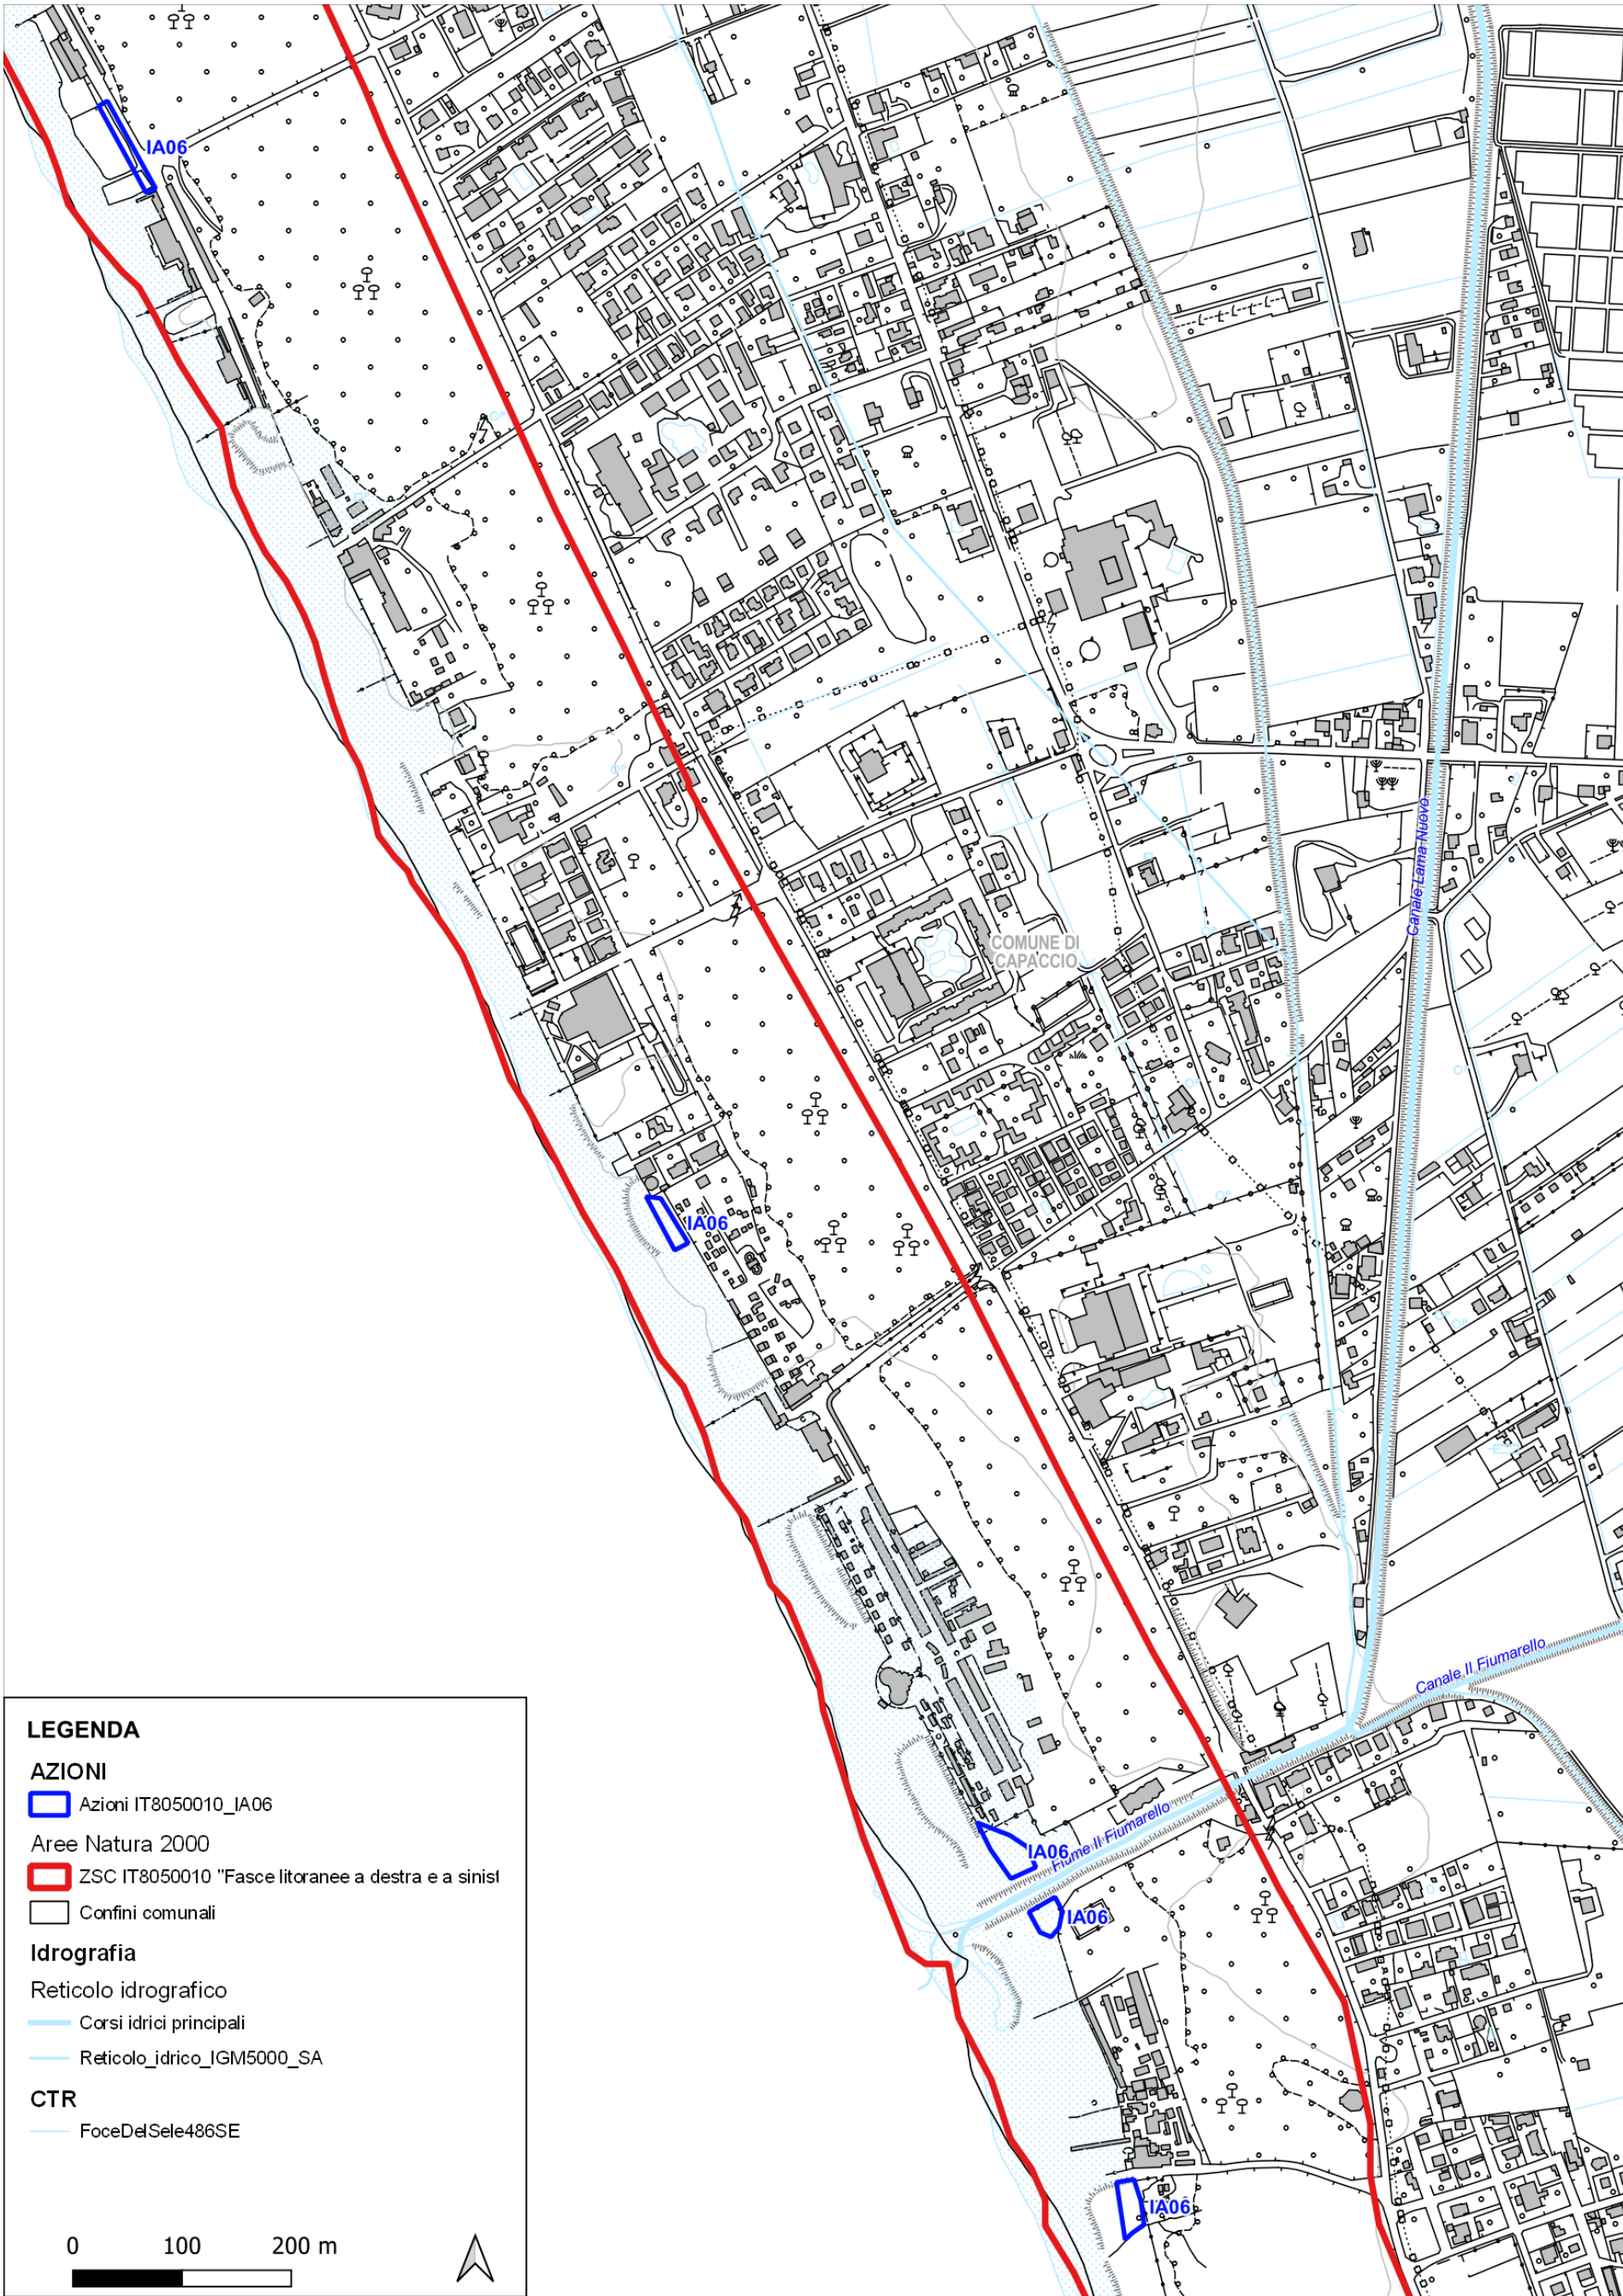 IA06
Canale Lama Nuovo
COMUNE DI
CAPACCIO
IA06
Canale Il Fiumarello
IA06
Fiume Il Fiumarello
IA06
IA06
LEGENDA
AZIONI
Azioni IT8050010_IA06
Aree Natura 2000
ZSC IT8050010 "Fasce litoranee a destra e a sinist
Confini comunali
Idrografia
Reticolo idrografico
Corsi idrici principali
Reticolo_idrico_IGM5000_SA
CTR
FoceDelSele486SE
0 100 200 m